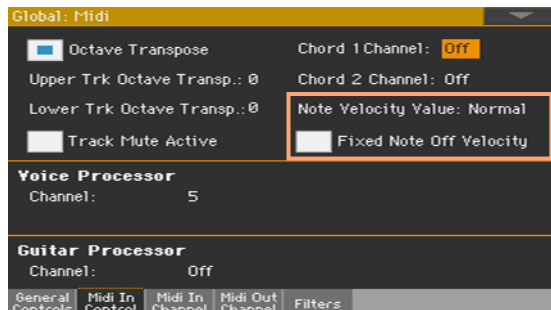 Global: Midi
Octave Transpose
Chord 1 Channel: Off
Upper Trk Octave Transp.: 0
Chord 2 Channel: Off
Lower Trk Octave Transp.:0
Note Velocity Value: Normal
Track Mute Active
Fixed Note Off Velocity
Voice Processor
Channel: 5
Guitar Processor
Channel: Off
General Controls
Midi In Control
Midi In Channel
Midi Out Channel
Filters